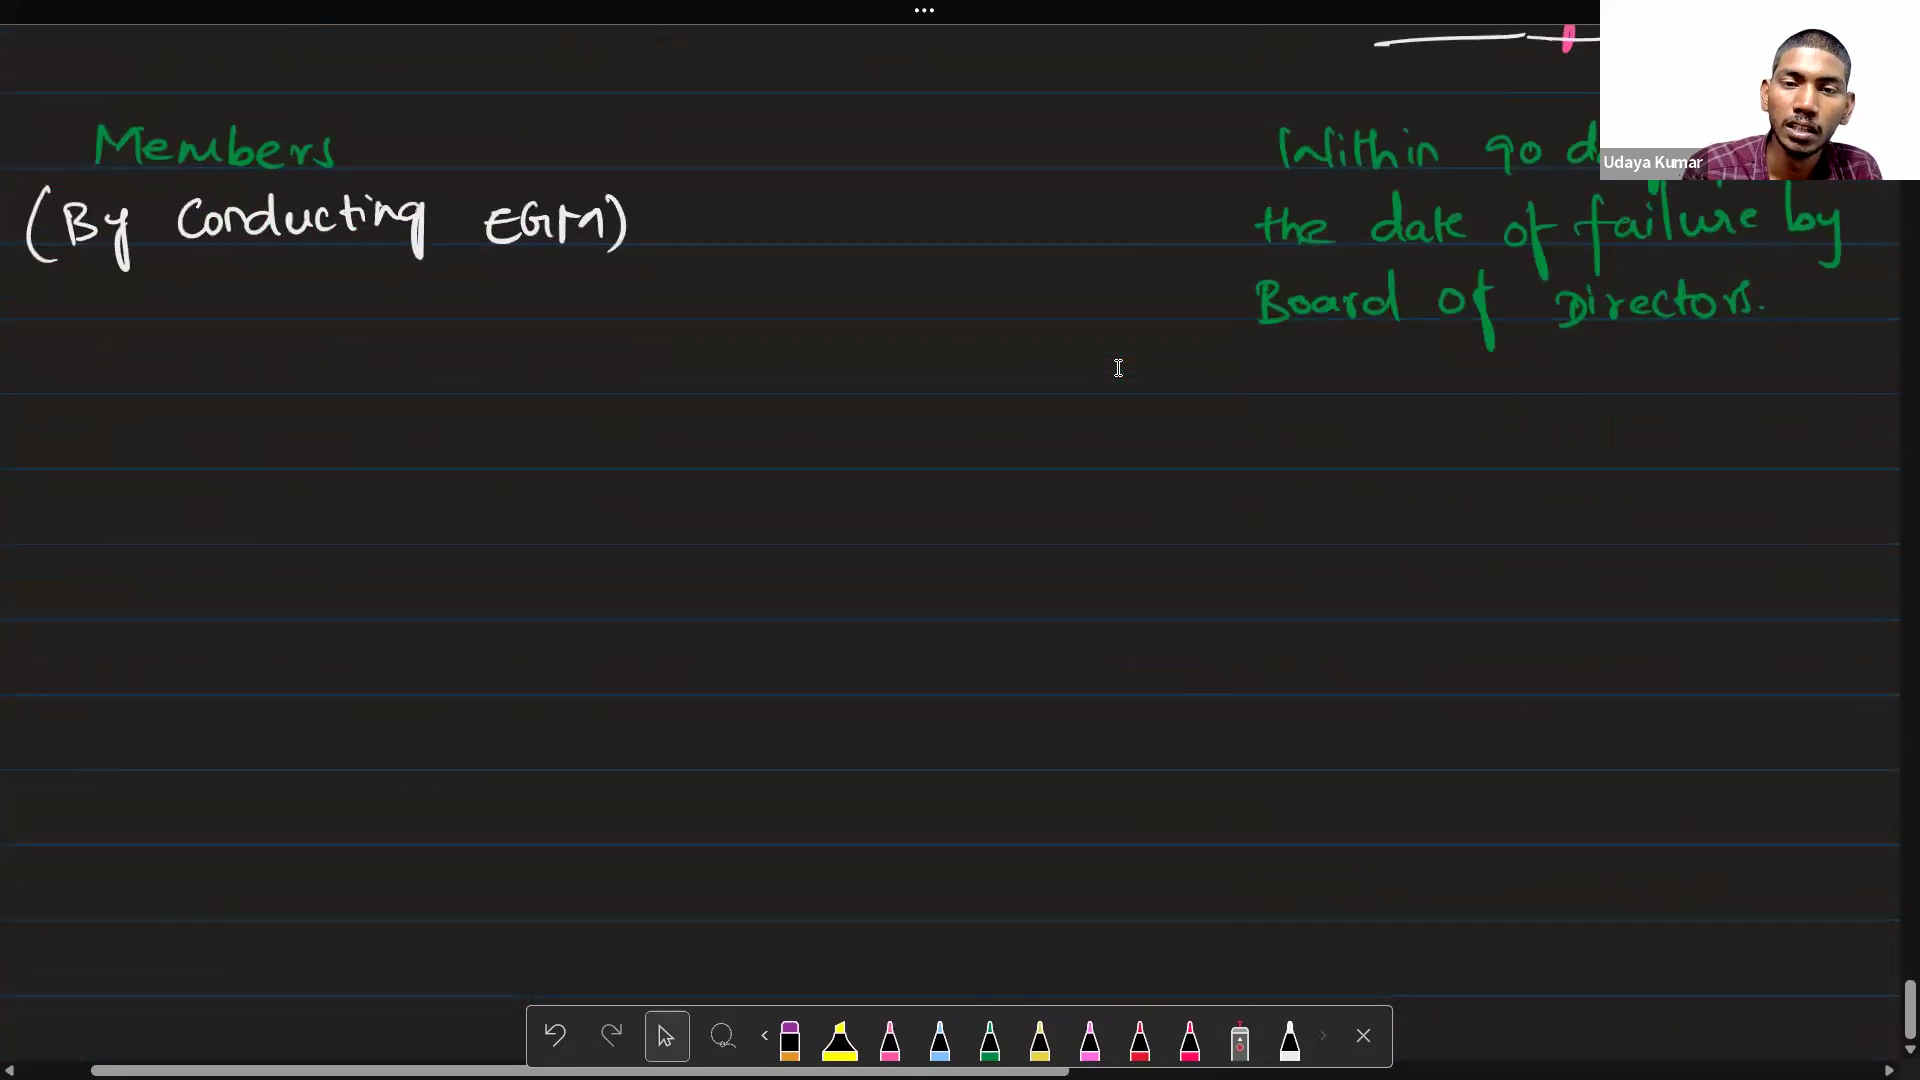 Members
(By Conducting EGM)
Within 90
the date of failure by
Board of Directors.
Udaya Kumar